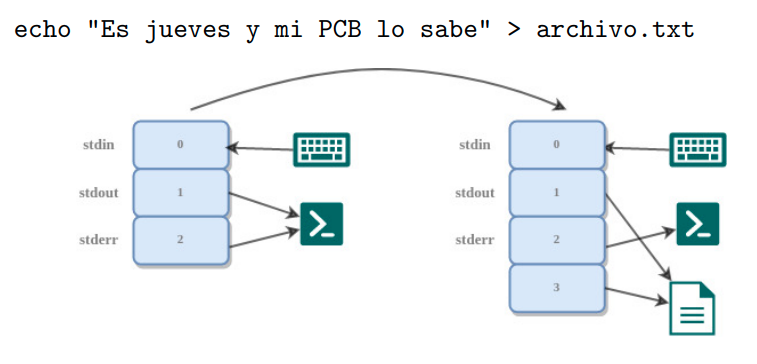 echo "Es jueves y mi PCB lo sabe" > archivo.txt
stdin 0
stdout 1
stderr 2
stdin 0
stdout 1
stderr 2
3